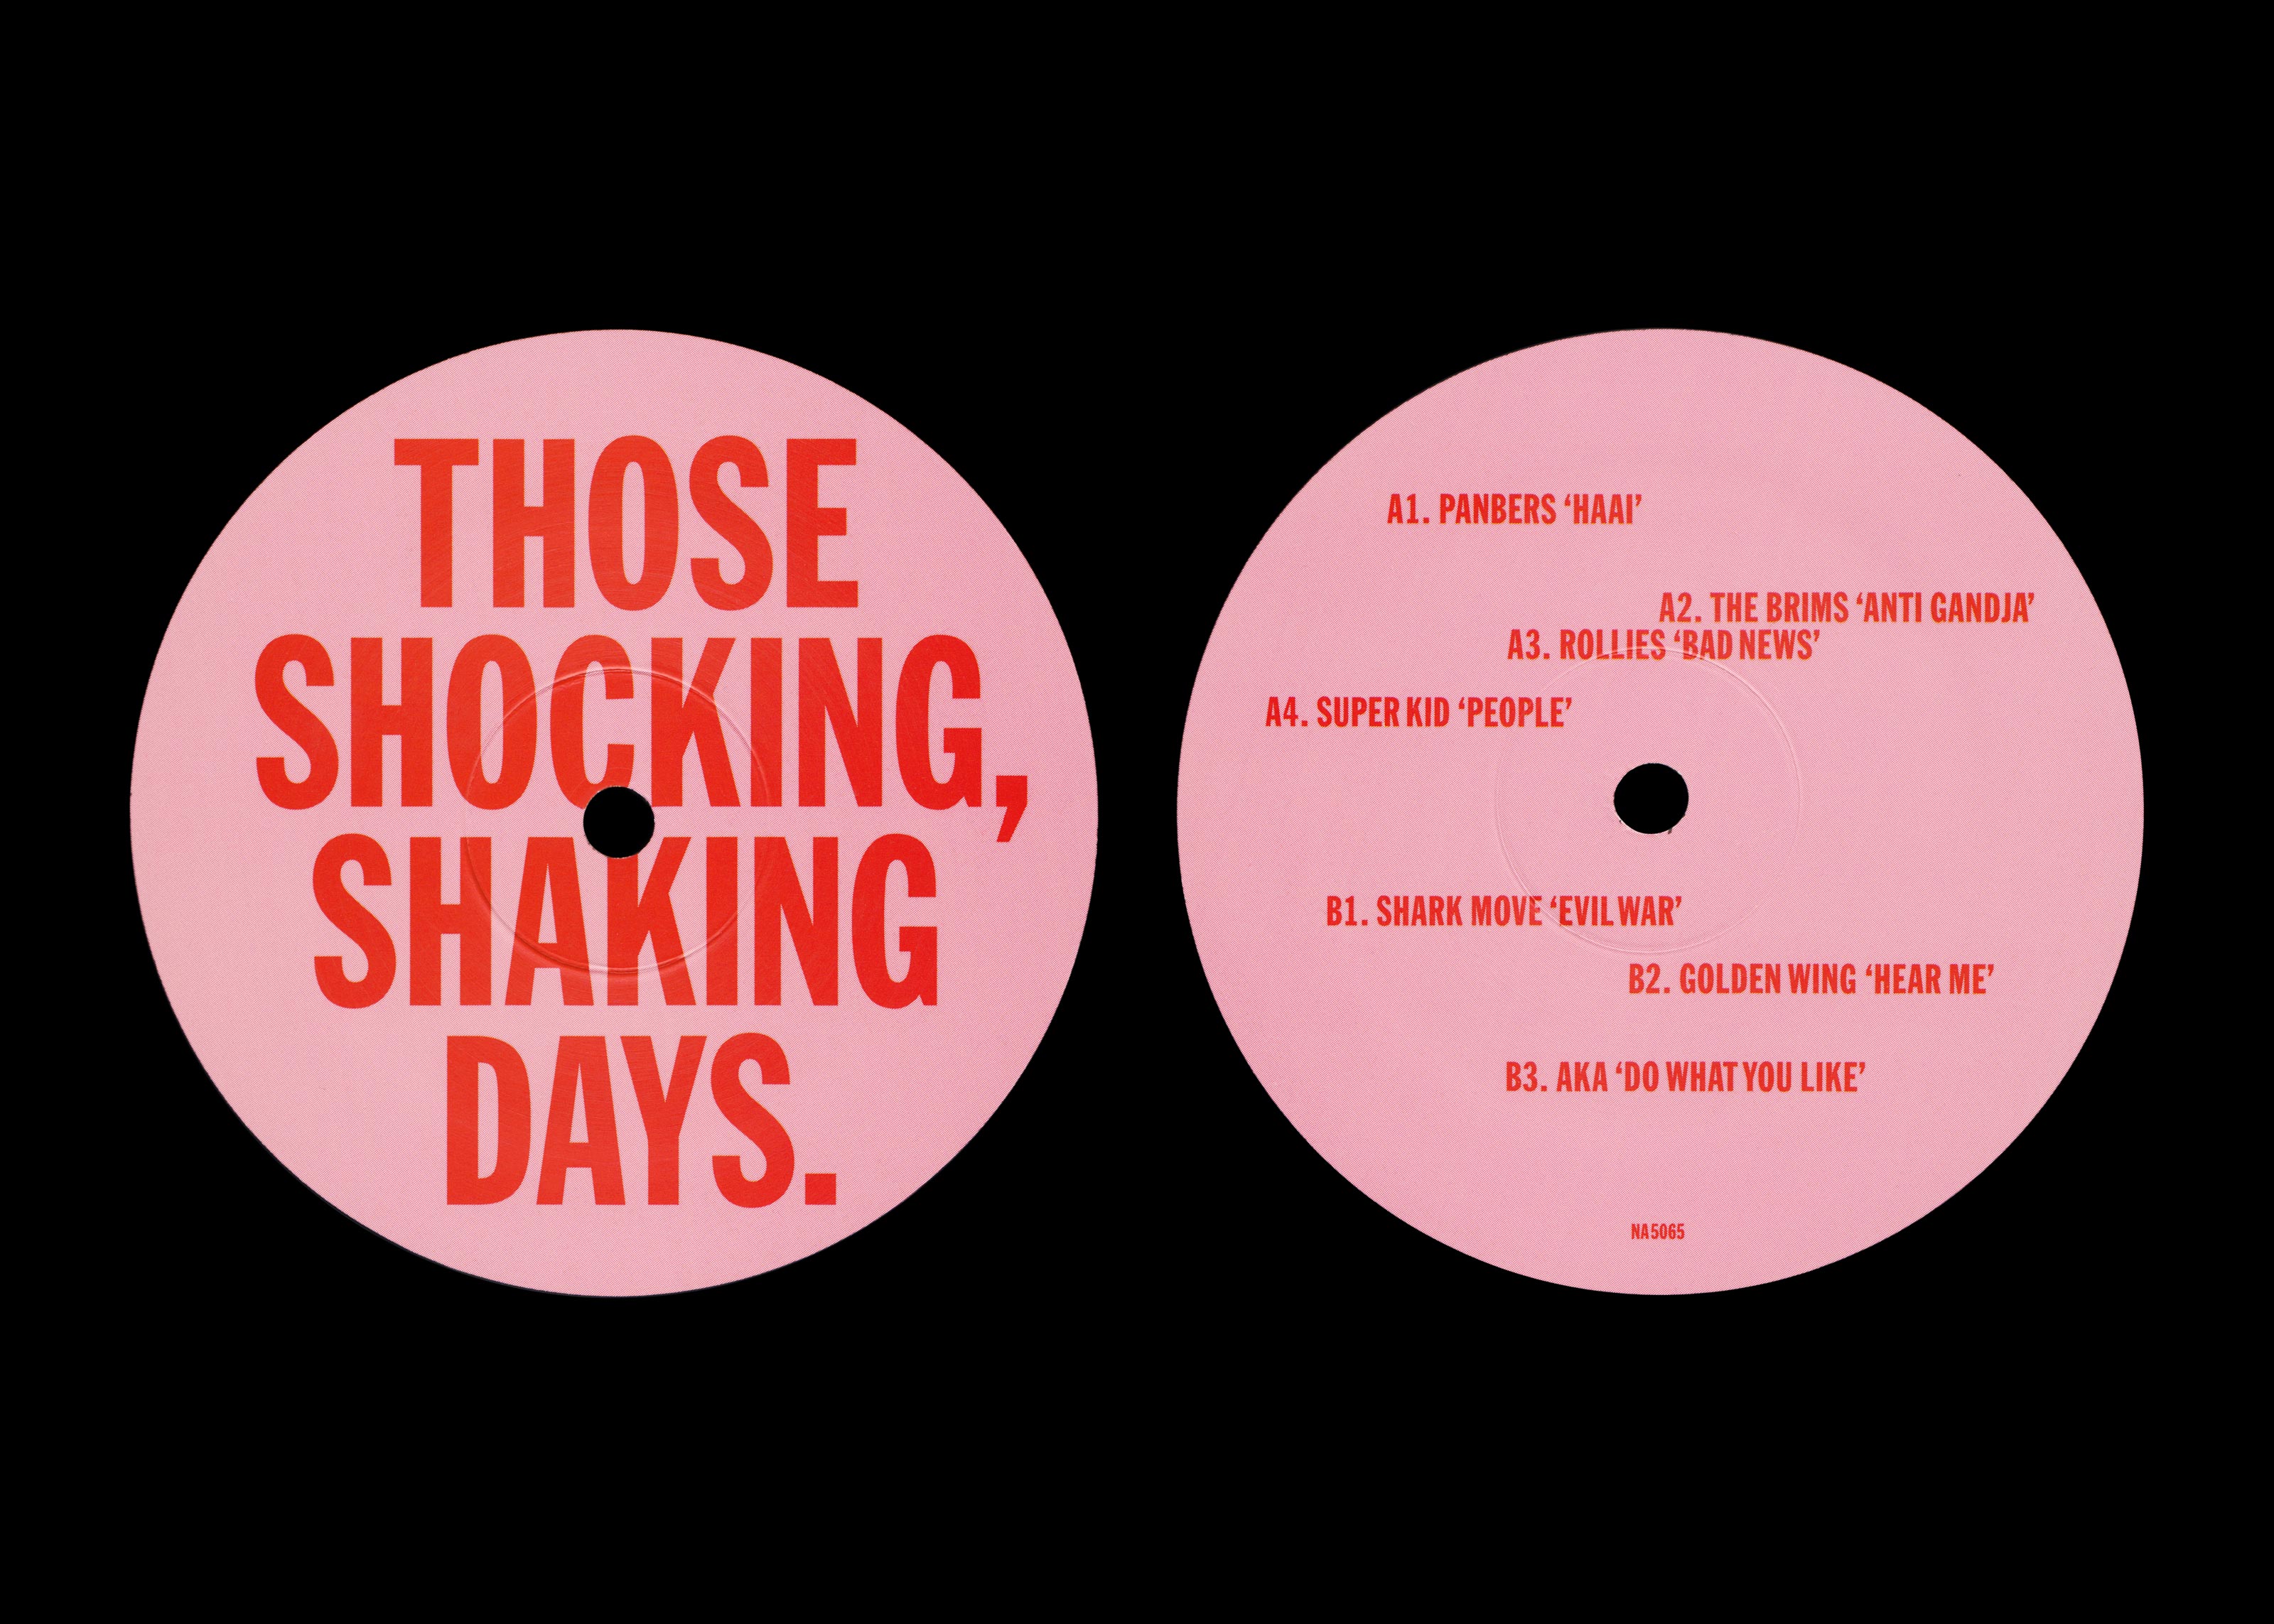 THOSE
SHOCKING,
SHAKING
DAYS.
A1. PANBERS ‘HAAI’
A2. THE BRIMS ‘ANTI GANDJA’
A3. ROLLIES ‘BAD NEWS’
A4. SUPER KID ‘PEOPLE’
B1. SHARK MOVE ‘EVIL WAR’
B2. GOLDEN WING ‘HEAR ME’
B3. AKA ‘DO WHAT YOU LIKE’
NA5065